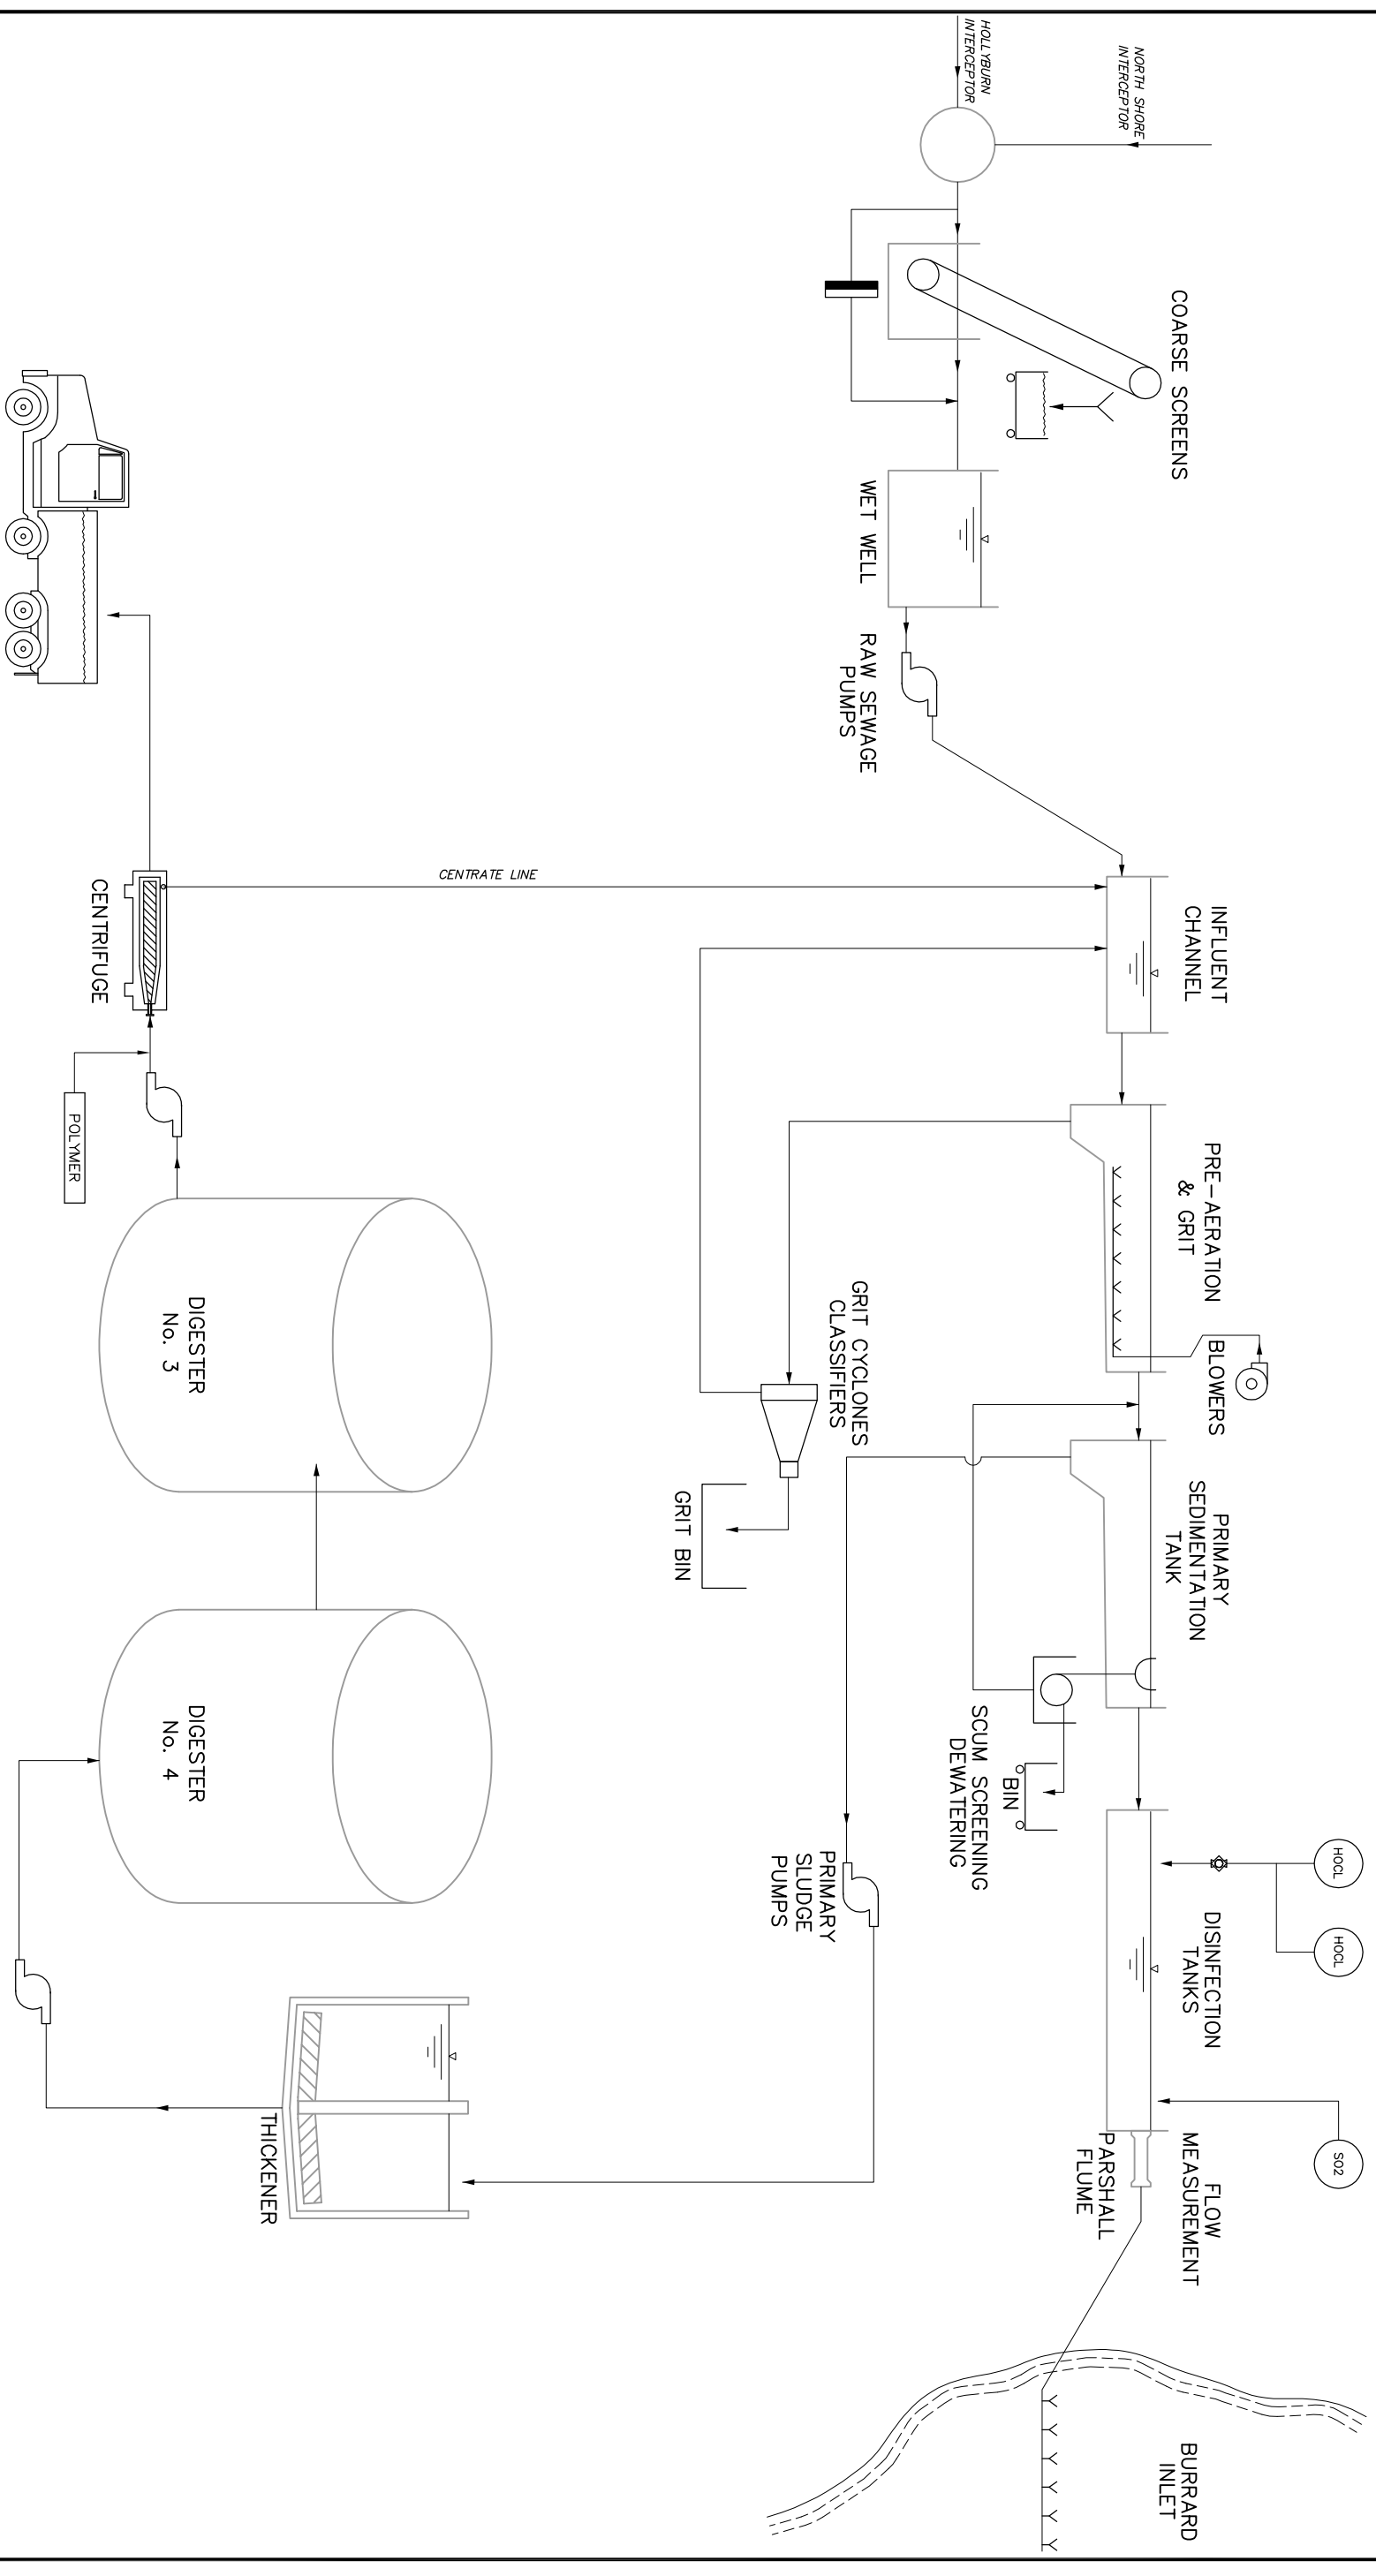 HOLLYBURN
INTERCEPTOR
NORTH SHORE
INTERCEPTOR
COARSE SCREENS
WET WELL
RAW SEWAGE
PUMPS
INFLUENT
CHANNEL
PRE-AERATION
& GRIT
BLOWERS
PRIMARY
SEDIMENTATION
TANK
HOCL
HOCL
DISINFECTION
TANKS
SO2
FLOW
MEASUREMENT
PARSHALL
FLUME
BURRARD
INLET
BIN
SCUM SCREENING
DEWATERING
GRIT CYCLONES
CLASSIFIERS
GRIT BIN
PRIMARY
SLUDGE
PUMPS
CENTRATE LINE
CENTRIFUGE
POLYMER
DIGESTER
No. 3
DIGESTER
No. 4
THICKENER